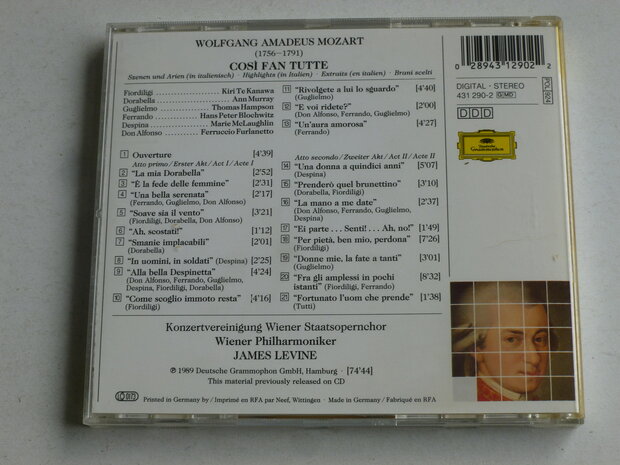 WOLFGANG AMADEUS MOZART
(1756–1791)
COSÌ FAN TUTTE
Szenen und Arien (in italienisch) · Highlights (in Italian) · Extraits (en italien) · Brani scelti
Fiordiligi ........ Kiri Te Kanawa
Dorabella ........ Ann Murray
Guglielmo ........ Thomas Hampson
Ferrando ........ Hans Peter Blochwitz
Despina ........ Marie McLaughlin
Don Alfonso ........ Ferruccio Furlanetto
1 Ouverture [4'39]
Atto primo / Erster Akt / Act I / Acte I
2 "La mia Dorabella" [2'52]
3 "È la fede delle femmine" [2'31]
4 "Una bella serenata" [2'17]
(Ferrando, Guglielmo, Don Alfonso)
5 "Soave sia il vento" [3'21]
(Fiordiligi, Dorabella, Don Alfonso)
6 "Ah, scostati!" [1'12]
7 "Smanie implacabili" [2'01]
(Dorabella)
8 "In uomini, in soldati" (Despina) [2'25]
9 "Alla bella Despinetta" [4'24]
(Don Alfonso, Ferrando, Guglielmo,
Despina, Fiordiligi, Dorabella)
10 "Come scoglio immoto resta" [4'16]
(Fiordiligi)
11 "Rivolgete a lui lo sguardo" [4'40]
(Guglielmo)
12 "E voi ridete?" [2'00]
(Don Alfonso, Ferrando, Guglielmo)
13 "Un'aura amorosa" [4'27]
(Ferrando)
Atto secondo / Zweiter Akt / Act II / Acte II
14 "Una donna a quindici anni" [5'07]
(Despina)
15 "Prenderò quel brunettino" [3'10]
(Dorabella, Fiordiligi)
16 "La mano a me date" [2'37]
(Don Alfonso, Ferrando, Guglielmo,
Despina)
17 "Ei parte . . . Senti! . . . Ah, no!" [1'49]
18 "Per pietà, ben mio, perdona" [7'26]
(Fiordiligi)
19 "Donne mie, la fate a tanti" [3'01]
(Guglielmo)
20 "Fra gli amplessi in pochi [8'32]
istanti" (Fiordiligi, Ferrando)
21 "Fortunato l'uom che prende" [1'38]
(Tutti)
Konzertvereinigung Wiener Staatsopernchor
Wiener Philharmoniker
JAMES LEVINE
℗ 1989 Deutsche Grammophon GmbH, Hamburg · [74'44]
This material previously released on CD
Printed in Germany by / Imprimé en RFA par Neef, Wittingen · Made in Germany / Fabriqué en RFA
0 28943 12902 2
DIGITAL · STEREO
431 290-2 GMD
DDD
Deutsche
Grammophon